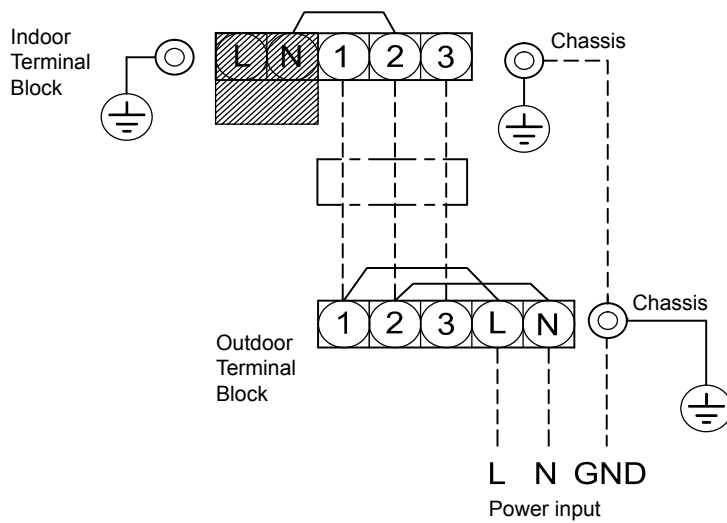 Indoor
Terminal
Block
L N 1 2 3
Chassis
1 2 3 L N
Chassis
Outdoor
Terminal
Block
L N GND
Power input